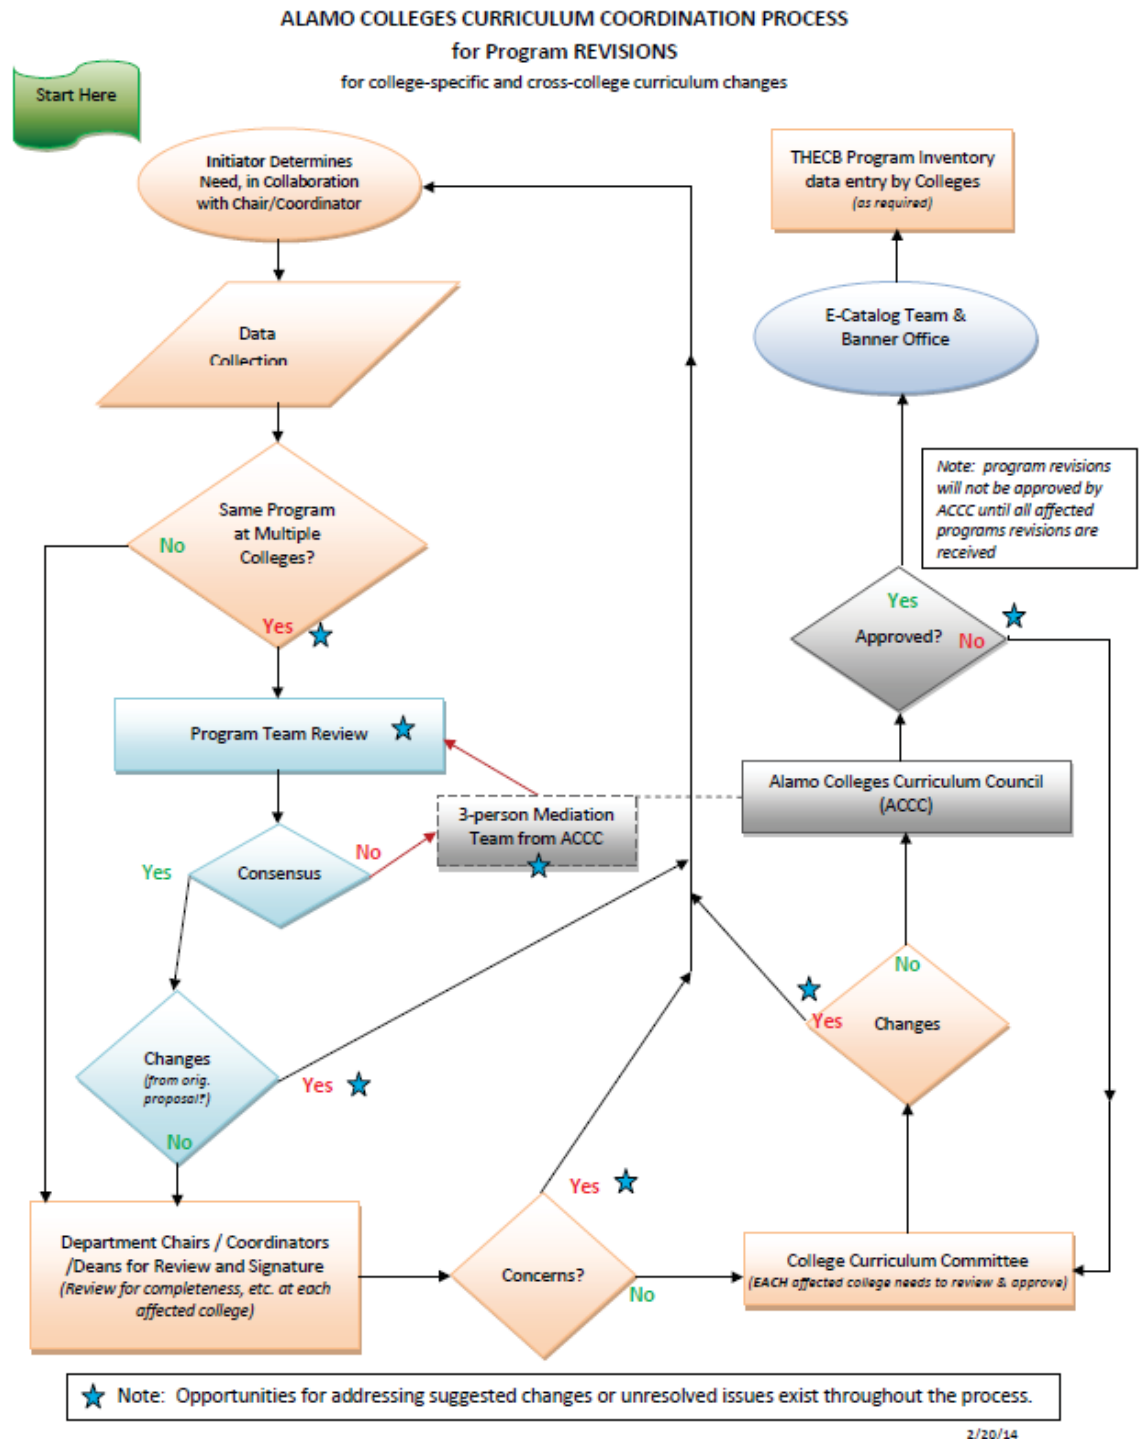 ALAMO COLLEGES CURRICULUM COORDINATION PROCESS
for Program REVISIONS
for college-specific and cross-college curriculum changes
Start Here
Initiator Determines
Need, in Collaboration
with Chair/Coordinator
Data
Collection
Same Program
at Multiple
Colleges?
No
Yes
Program Team Review
3-person Mediation
Team from ACCC
Consensus
Yes
No
Changes
(from orig.
proposal?)
Yes
No
Department Chairs / Coordinators
/Deans for Review and Signature
(Review for completeness, etc. at each
affected college)
Concerns?
Yes
No
College Curriculum Committee
(EACH affected college needs to review & approve)
Changes
Yes
No
Alamo Colleges Curriculum Council
(ACCC)
Approved?
Yes
No
Note: program revisions
will not be approved by
ACCC until all affected
programs revisions are
received
E-Catalog Team &
Banner Office
THECB Program Inventory
data entry by Colleges
(as required)
Note: Opportunities for addressing suggested changes or unresolved issues exist throughout the process.
2/20/14